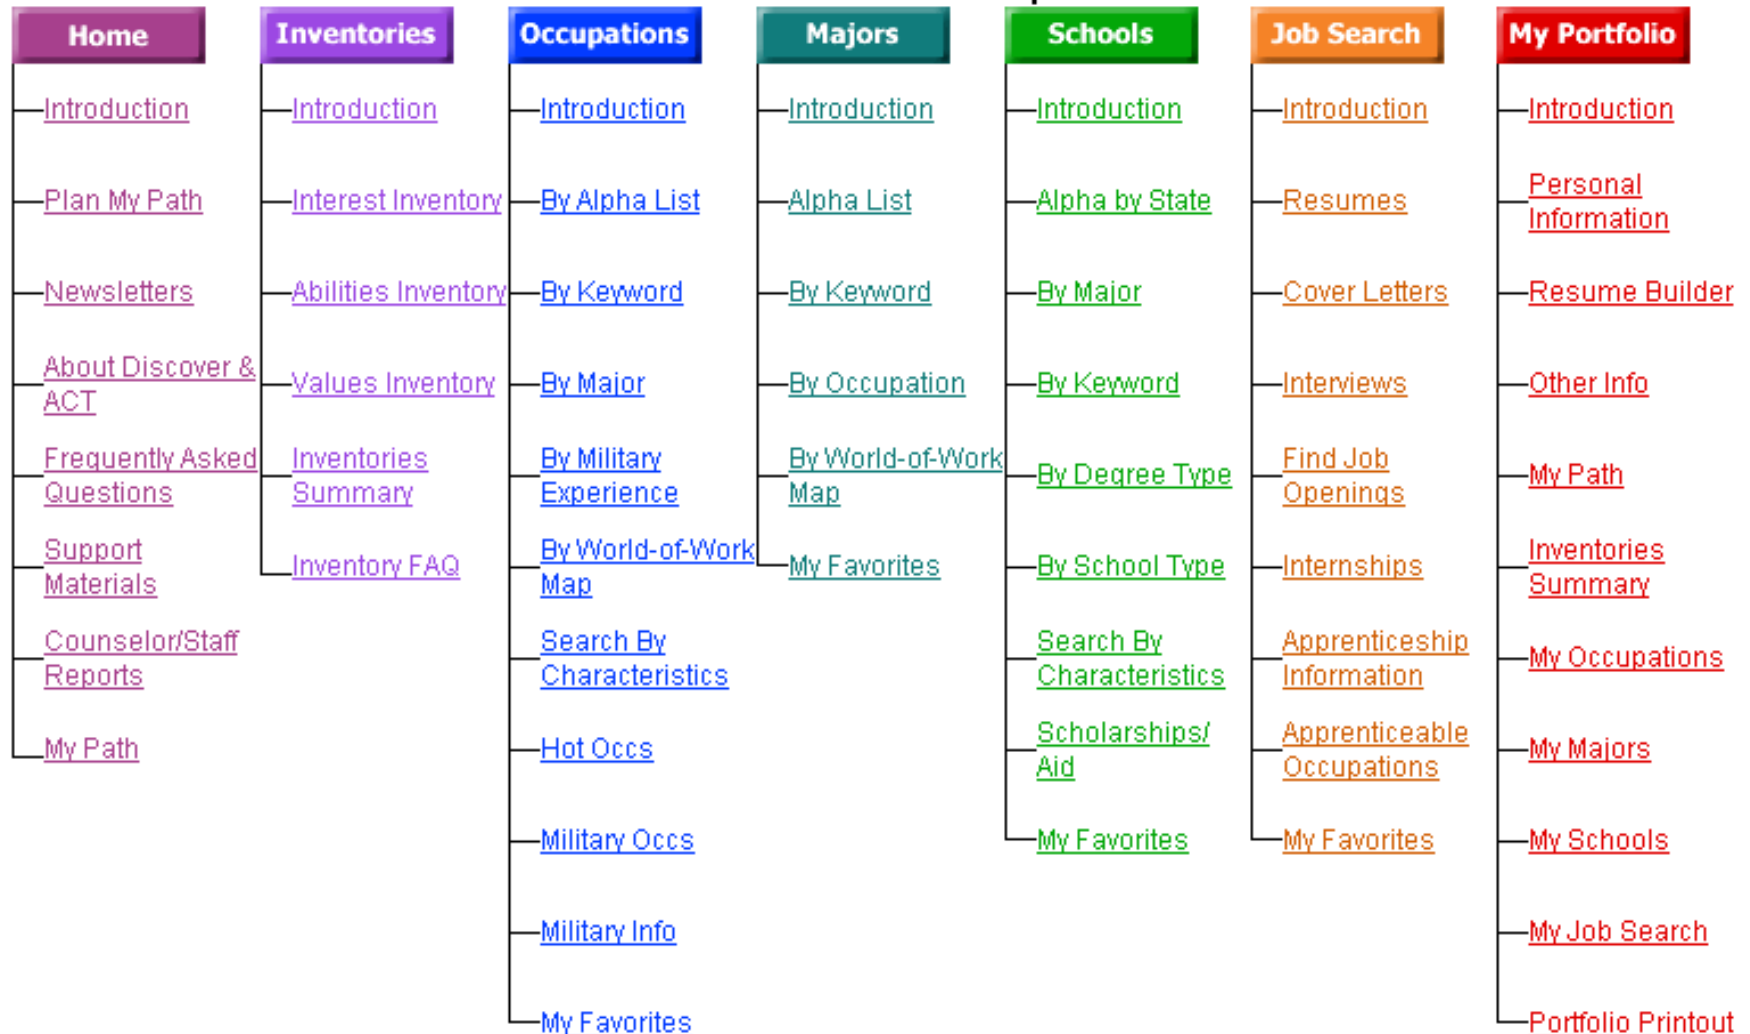 Home
Introduction
Plan My Path
Newsletters
About Discover &
ACT
Frequently Asked
Questions
Support
Materials
Counselor/Staff
Reports
My Path
Inventories
Introduction
Interest Inventory
Abilities Inventory
Values Inventory
Inventories
Summary
Inventory FAQ
Occupations
Introduction
By Alpha List
By Keyword
By Major
By Military
Experience
By World-of-Work
Map
Search By
Characteristics
Hot Occs
Military Occs
Military Info
My Favorites
Majors
Introduction
Alpha List
By Keyword
By Occupation
By World-of-Work
Map
My Favorites
Schools
Introduction
Alpha by State
By Major
By Keyword
By Degree Type
By School Type
Search By
Characteristics
Scholarships/
Aid
My Favorites
Job Search
Introduction
Resumes
Cover Letters
Interviews
Find Job
Openings
Internships
Apprenticeship
Information
Apprenticeable
Occupations
My Favorites
My Portfolio
Introduction
Personal
Information
Resume Builder
Other Info
My Path
Inventories
Summary
My Occupations
My Majors
My Schools
My Job Search
Portfolio Printout